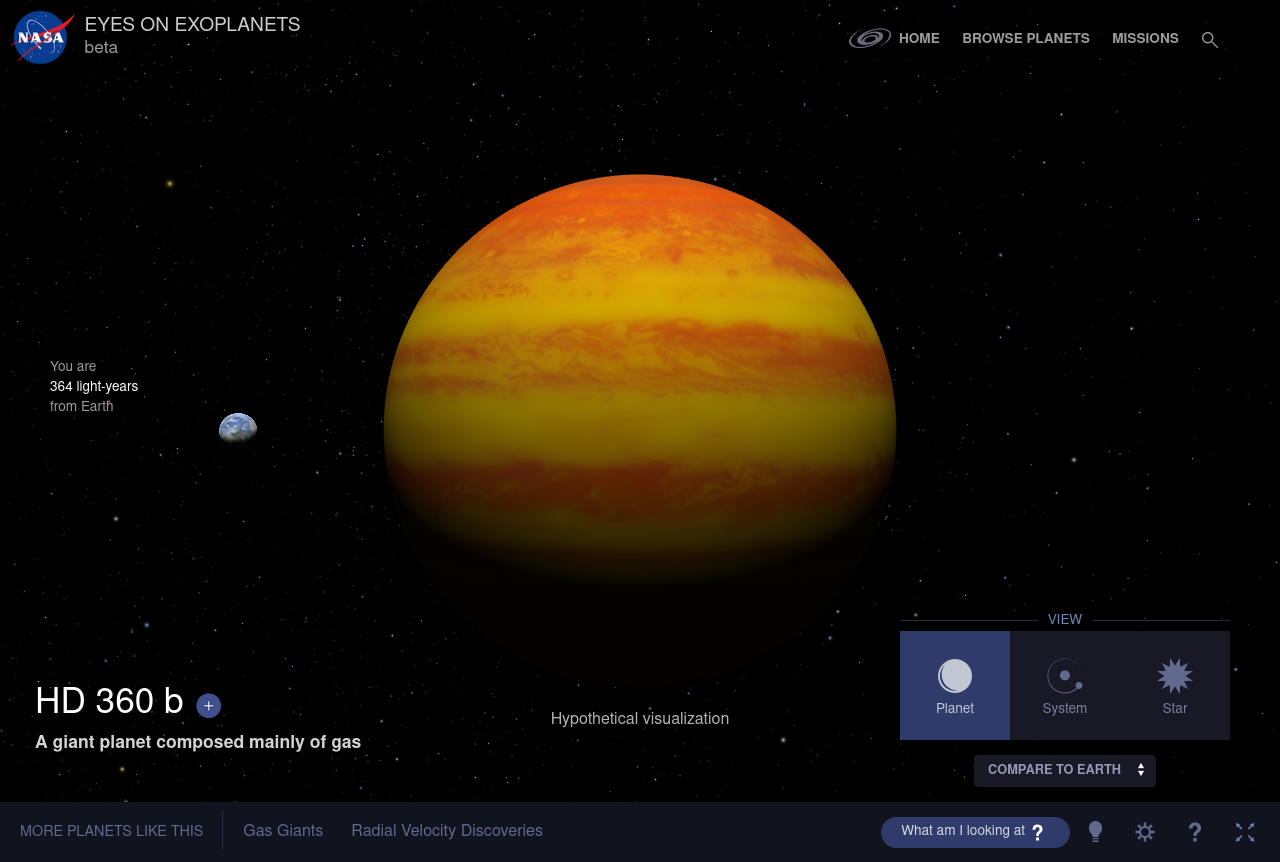 NASA
EYES ON EXOPLANETS
beta
HOME
BROWSE PLANETS
MISSIONS
You are
364 light-years
from Earth
HD 360 b +
A giant planet composed mainly of gas
Hypothetical visualization
VIEW
Planet
System
Star
COMPARE TO EARTH
MORE PLANETS LIKE THIS
Gas Giants
Radial Velocity Discoveries
What am I looking at ?
?